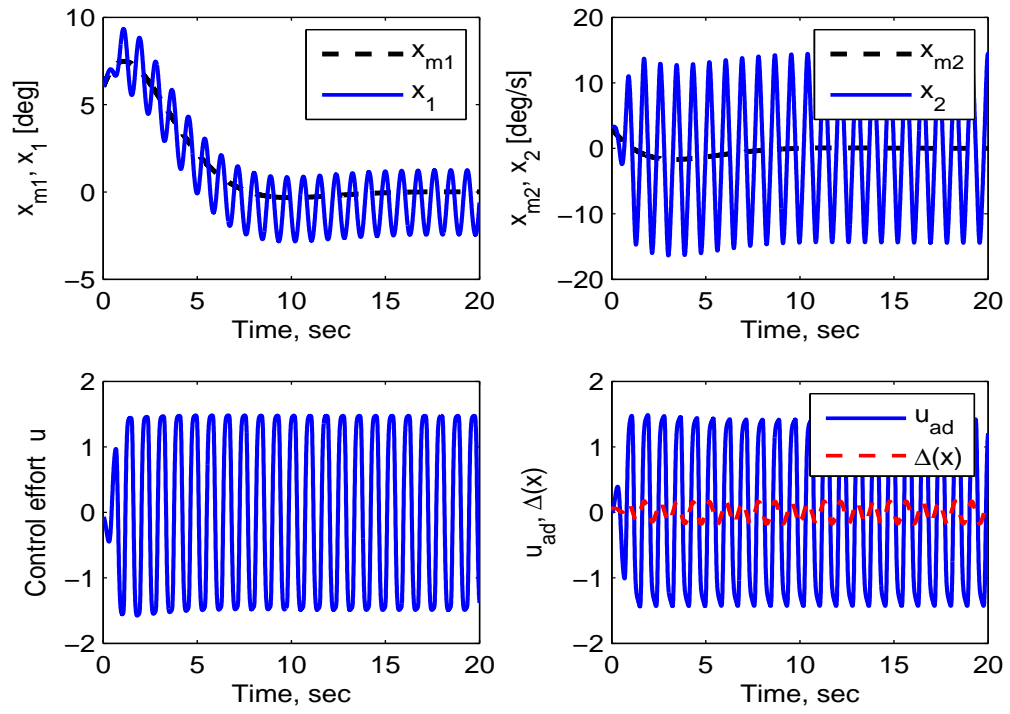 10
5
0
−5
0 5 10 15 20
x_m1, x_1 [deg]
Time, sec
x_m1
x_1
20
10
0
−10
−20
0 5 10 15 20
x_m2, x_2 [deg/s]
Time, sec
x_m2
x_2
2
1
0
−1
−2
0 5 10 15 20
Control effort u
Time, sec
2
1
0
−1
−2
0 5 10 15 20
u_ad, Δ(x)
Time, sec
u_ad
Δ(x)